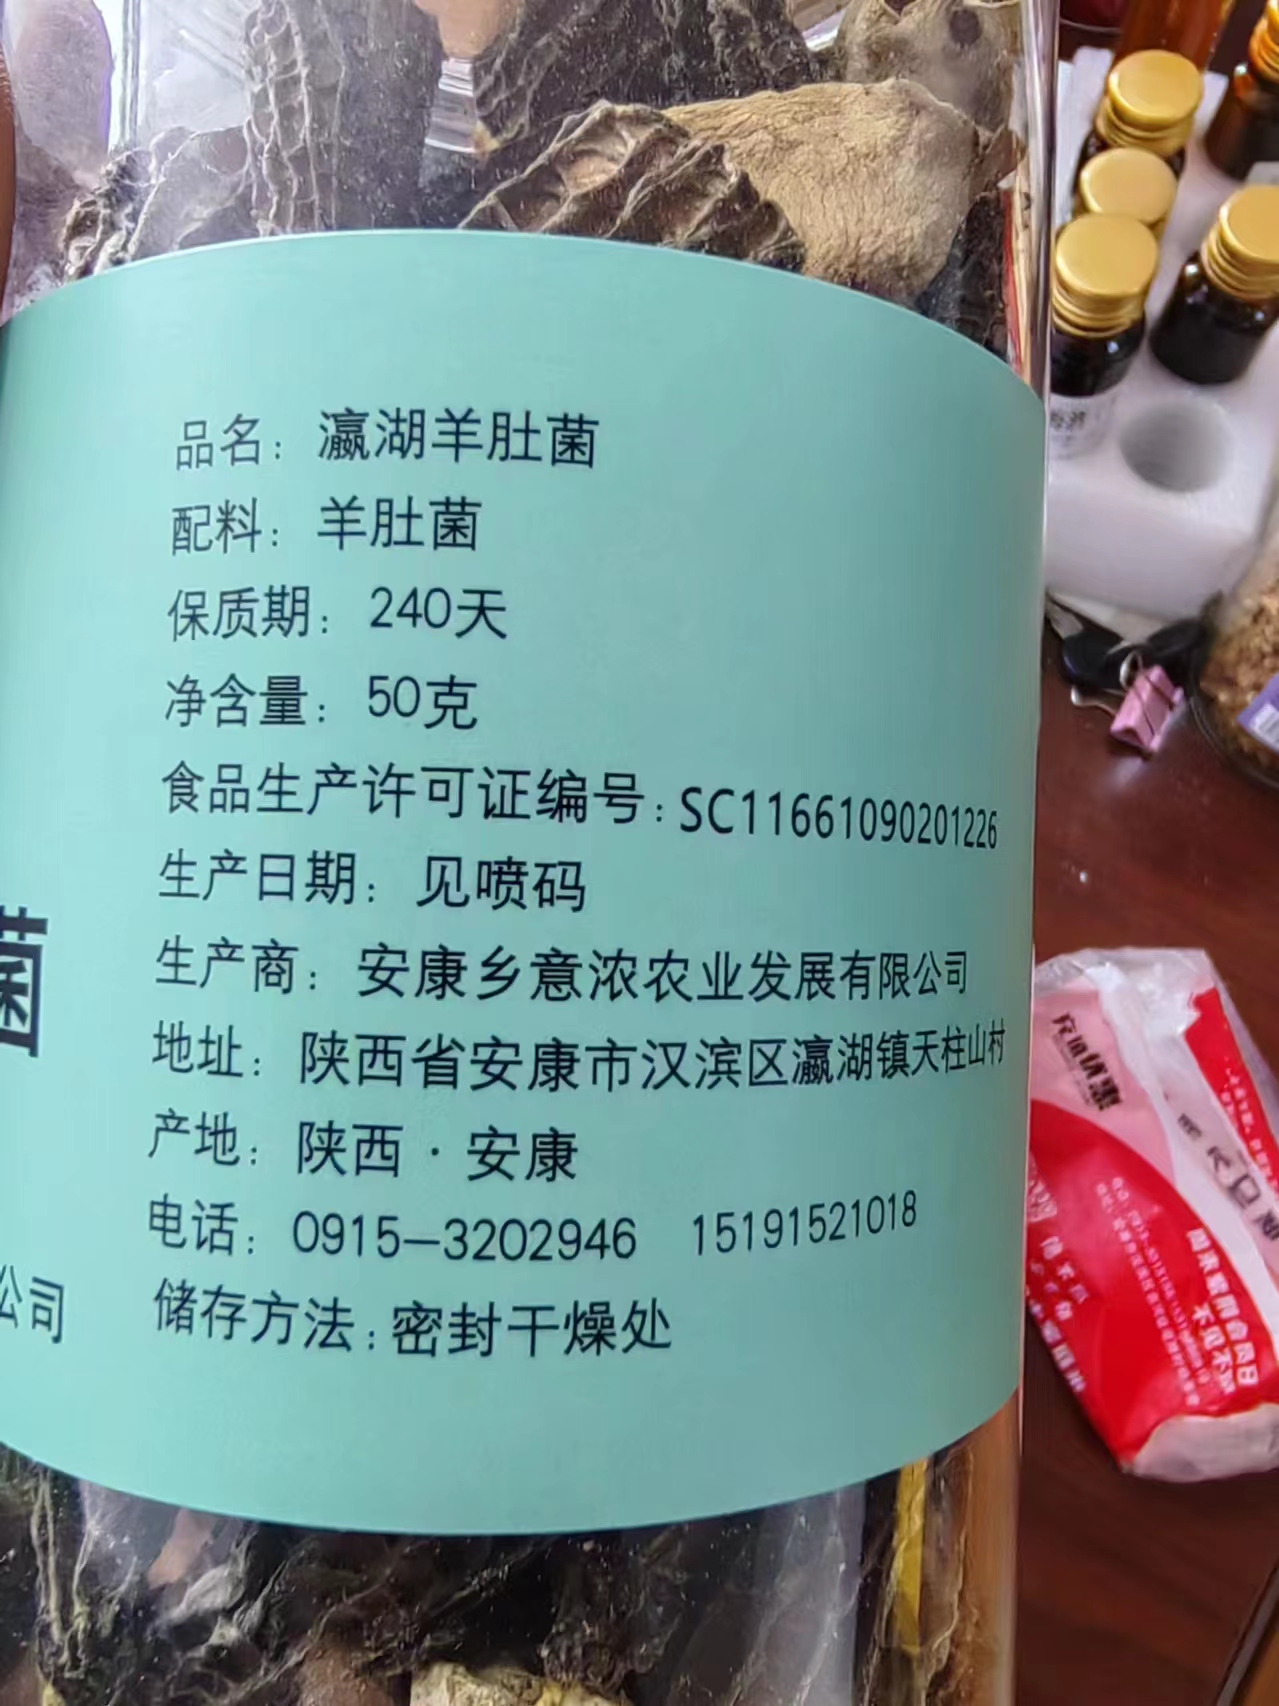 品名：瀛湖羊肚菌
配料：羊肚菌
保质期：240天
净含量：50克
食品生产许可证编号：SC11661090201226
生产日期：见喷码
生产商：安康乡意浓农业发展有限公司
地址：陕西省安康市汉滨区瀛湖镇天柱山村
产地：陕西·安康
电话：0915—3202946 15191521018
储存方法：密封干燥处
菌
公司